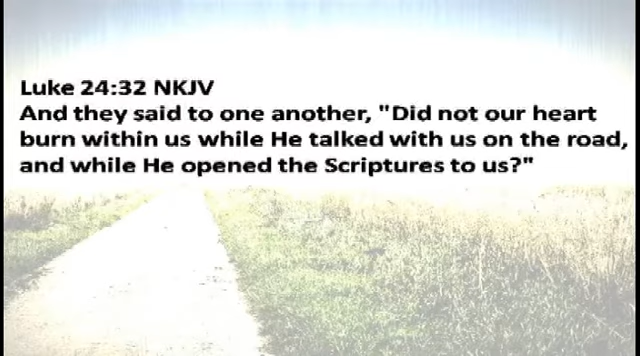 Luke 24:32 NKJV
And they said to one another, "Did not our heart
burn within us while He talked with us on the road,
and while He opened the Scriptures to us?"